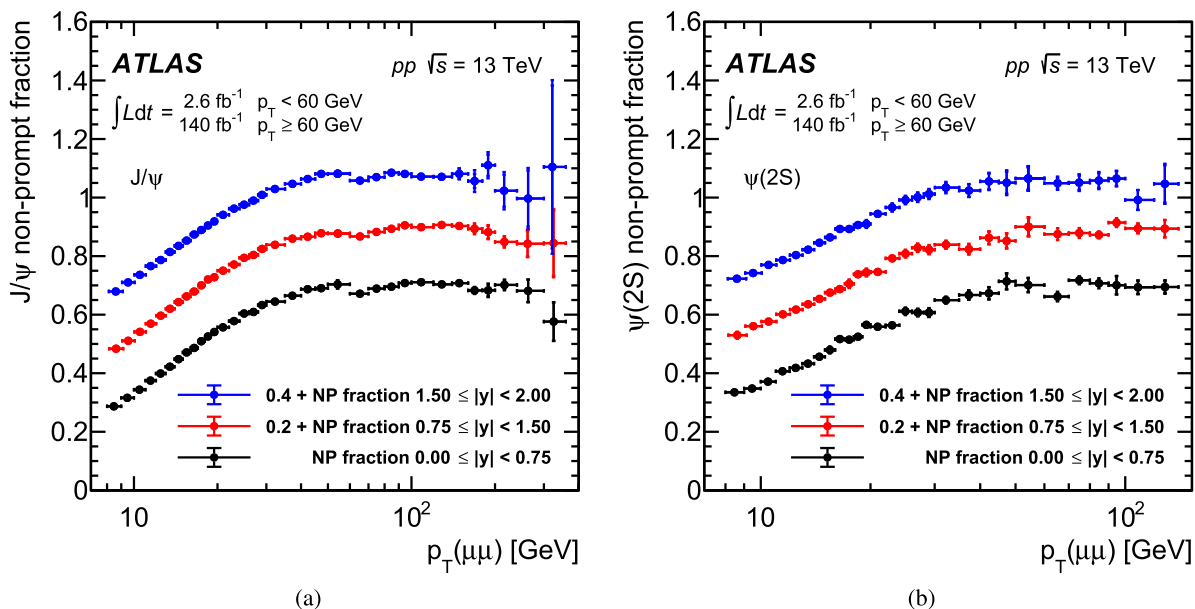 J/ψ non-prompt fraction
1.6
1.4
1.2
1
0.8
0.6
0.4
0.2
0
ATLAS
pp √s = 13 TeV
∫Ldt = 2.6 fb⁻¹ p_T < 60 GeV
140 fb⁻¹ p_T ≥ 60 GeV
J/ψ
0.4 + NP fraction 1.50 ≤ |y| < 2.00
0.2 + NP fraction 0.75 ≤ |y| < 1.50
NP fraction 0.00 ≤ |y| < 0.75
10
10²
p_T(μμ) [GeV]
(a)
ψ(2S) non-prompt fraction
1.6
1.4
1.2
1
0.8
0.6
0.4
0.2
0
ATLAS
pp √s = 13 TeV
∫Ldt = 2.6 fb⁻¹ p_T < 60 GeV
140 fb⁻¹ p_T ≥ 60 GeV
ψ(2S)
0.4 + NP fraction 1.50 ≤ |y| < 2.00
0.2 + NP fraction 0.75 ≤ |y| < 1.50
NP fraction 0.00 ≤ |y| < 0.75
10
10²
p_T(μμ) [GeV]
(b)